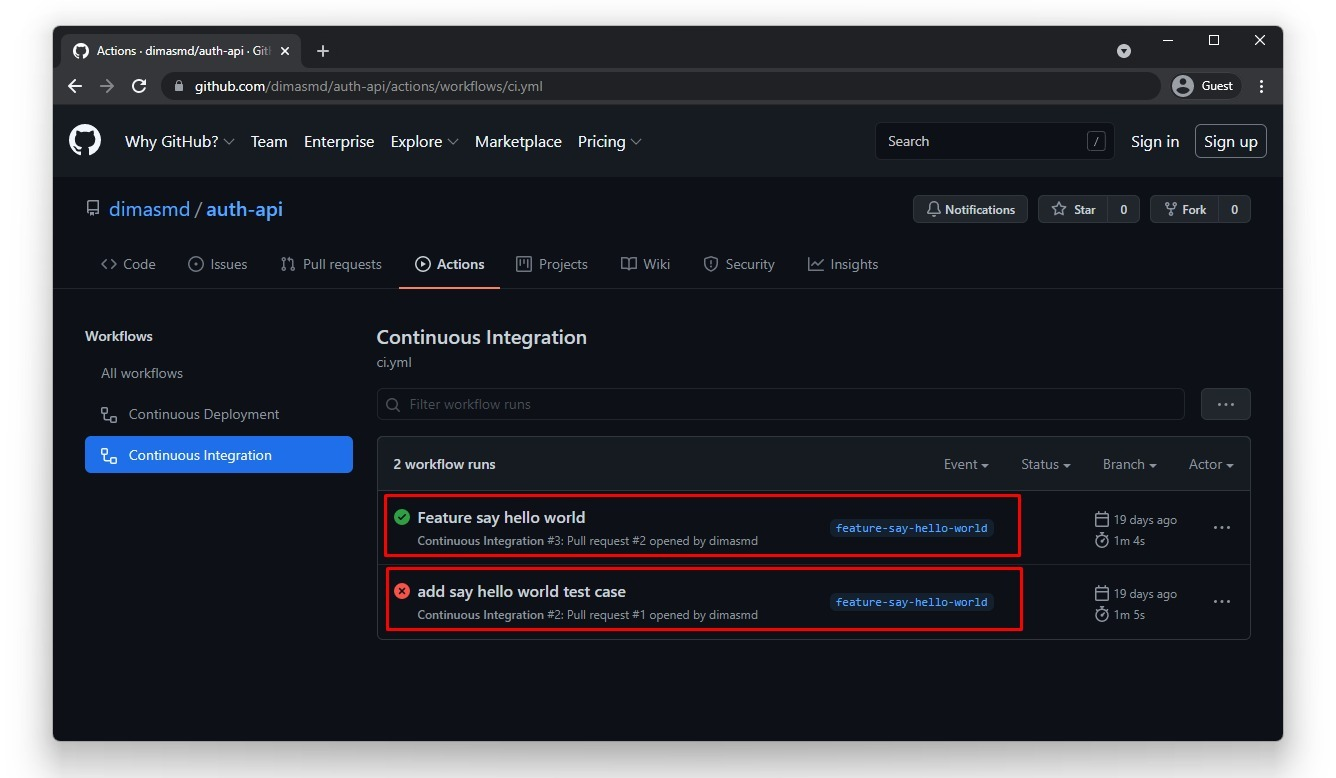 Actions · dimasmd/auth-api · Git
github.com/dimasmd/auth-api/actions/workflows/ci.yml
Guest
Why GitHub? Team Enterprise Explore Marketplace Pricing
Search /
Sign in
Sign up
dimasmd / auth-api
Notifications
Star 0
Fork 0
Code Issues Pull requests Actions Projects Wiki Security Insights
Workflows
All workflows
Continuous Deployment
Continuous Integration
Continuous Integration
ci.yml
Filter workflow runs
2 workflow runs
Event Status Branch Actor
Feature say hello world
Continuous Integration #3: Pull request #2 opened by dimasmd
feature-say-hello-world
19 days ago
1m 4s
add say hello world test case
Continuous Integration #2: Pull request #1 opened by dimasmd
feature-say-hello-world
19 days ago
1m 5s